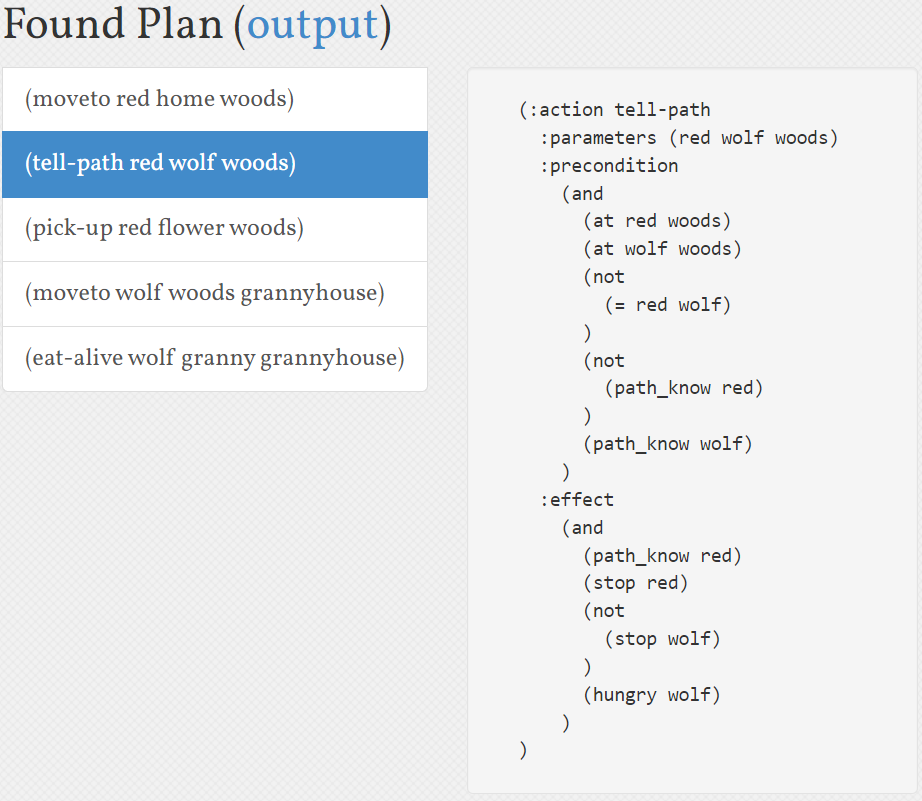 Found Plan (output)
(moveto red home woods)
(tell-path red wolf woods)
(pick-up red flower woods)
(moveto wolf woods grannyhouse)
(eat-alive wolf granny grannyhouse)
(:action tell-path
  :parameters (red wolf woods)
  :precondition
    (and
      (at red woods)
      (at wolf woods)
      (not
        (= red wolf)
      )
      (not
        (path_know red)
      )
      (path_know wolf)
    )
  :effect
    (and
      (path_know red)
      (stop red)
      (not
        (stop wolf)
      )
      (hungry wolf)
    )
)